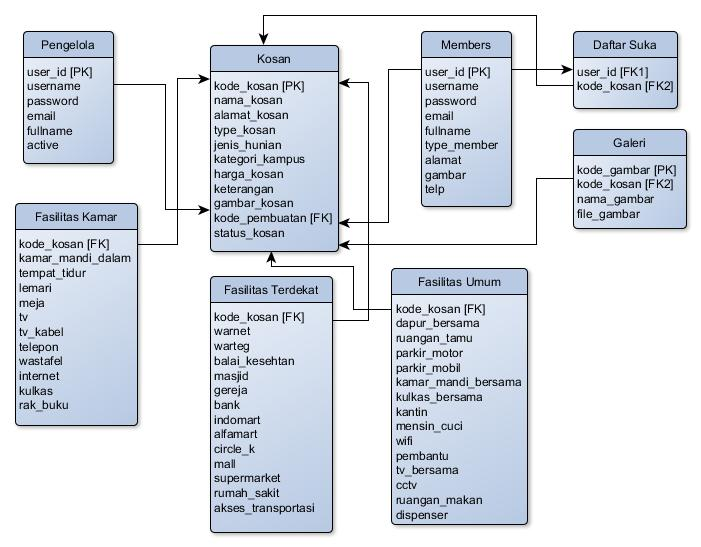 Pengelola
user_id [PK]
username
password
email
fullname
active
Kosan
kode_kosan [PK]
nama_kosan
alamat_kosan
type_kosan
jenis_hunian
kategori_kampus
harga_kosan
keterangan
gambar_kosan
kode_pembuatan [FK]
status_kosan
Members
user_id [PK]
username
password
email
fullname
type_member
alamat
gambar
telp
Daftar Suka
user_id [FK1]
kode_kosan [FK2]
Galeri
kode_gambar [PK]
kode_kosan [FK2]
nama_gambar
file_gambar
Fasilitas Kamar
kode_kosan [FK]
kamar_mandi_dalam
tempat_tidur
lemari
meja
tv
tv_kabel
telepon
wastafel
internet
kulkas
rak_buku
Fasilitas Terdekat
kode_kosan [FK]
warnet
warteg
balai_kesehtan
masjid
gereja
bank
indomart
alfamart
circle_k
mall
supermarket
rumah_sakit
akses_transportasi
Fasilitas Umum
kode_kosan [FK]
dapur_bersama
ruangan_tamu
parkir_motor
parkir_mobil
kamar_mandi_bersama
kulkas_bersama
kantin
mensin_cuci
wifi
pembantu
tv_bersama
cctv
ruangan_makan
dispenser